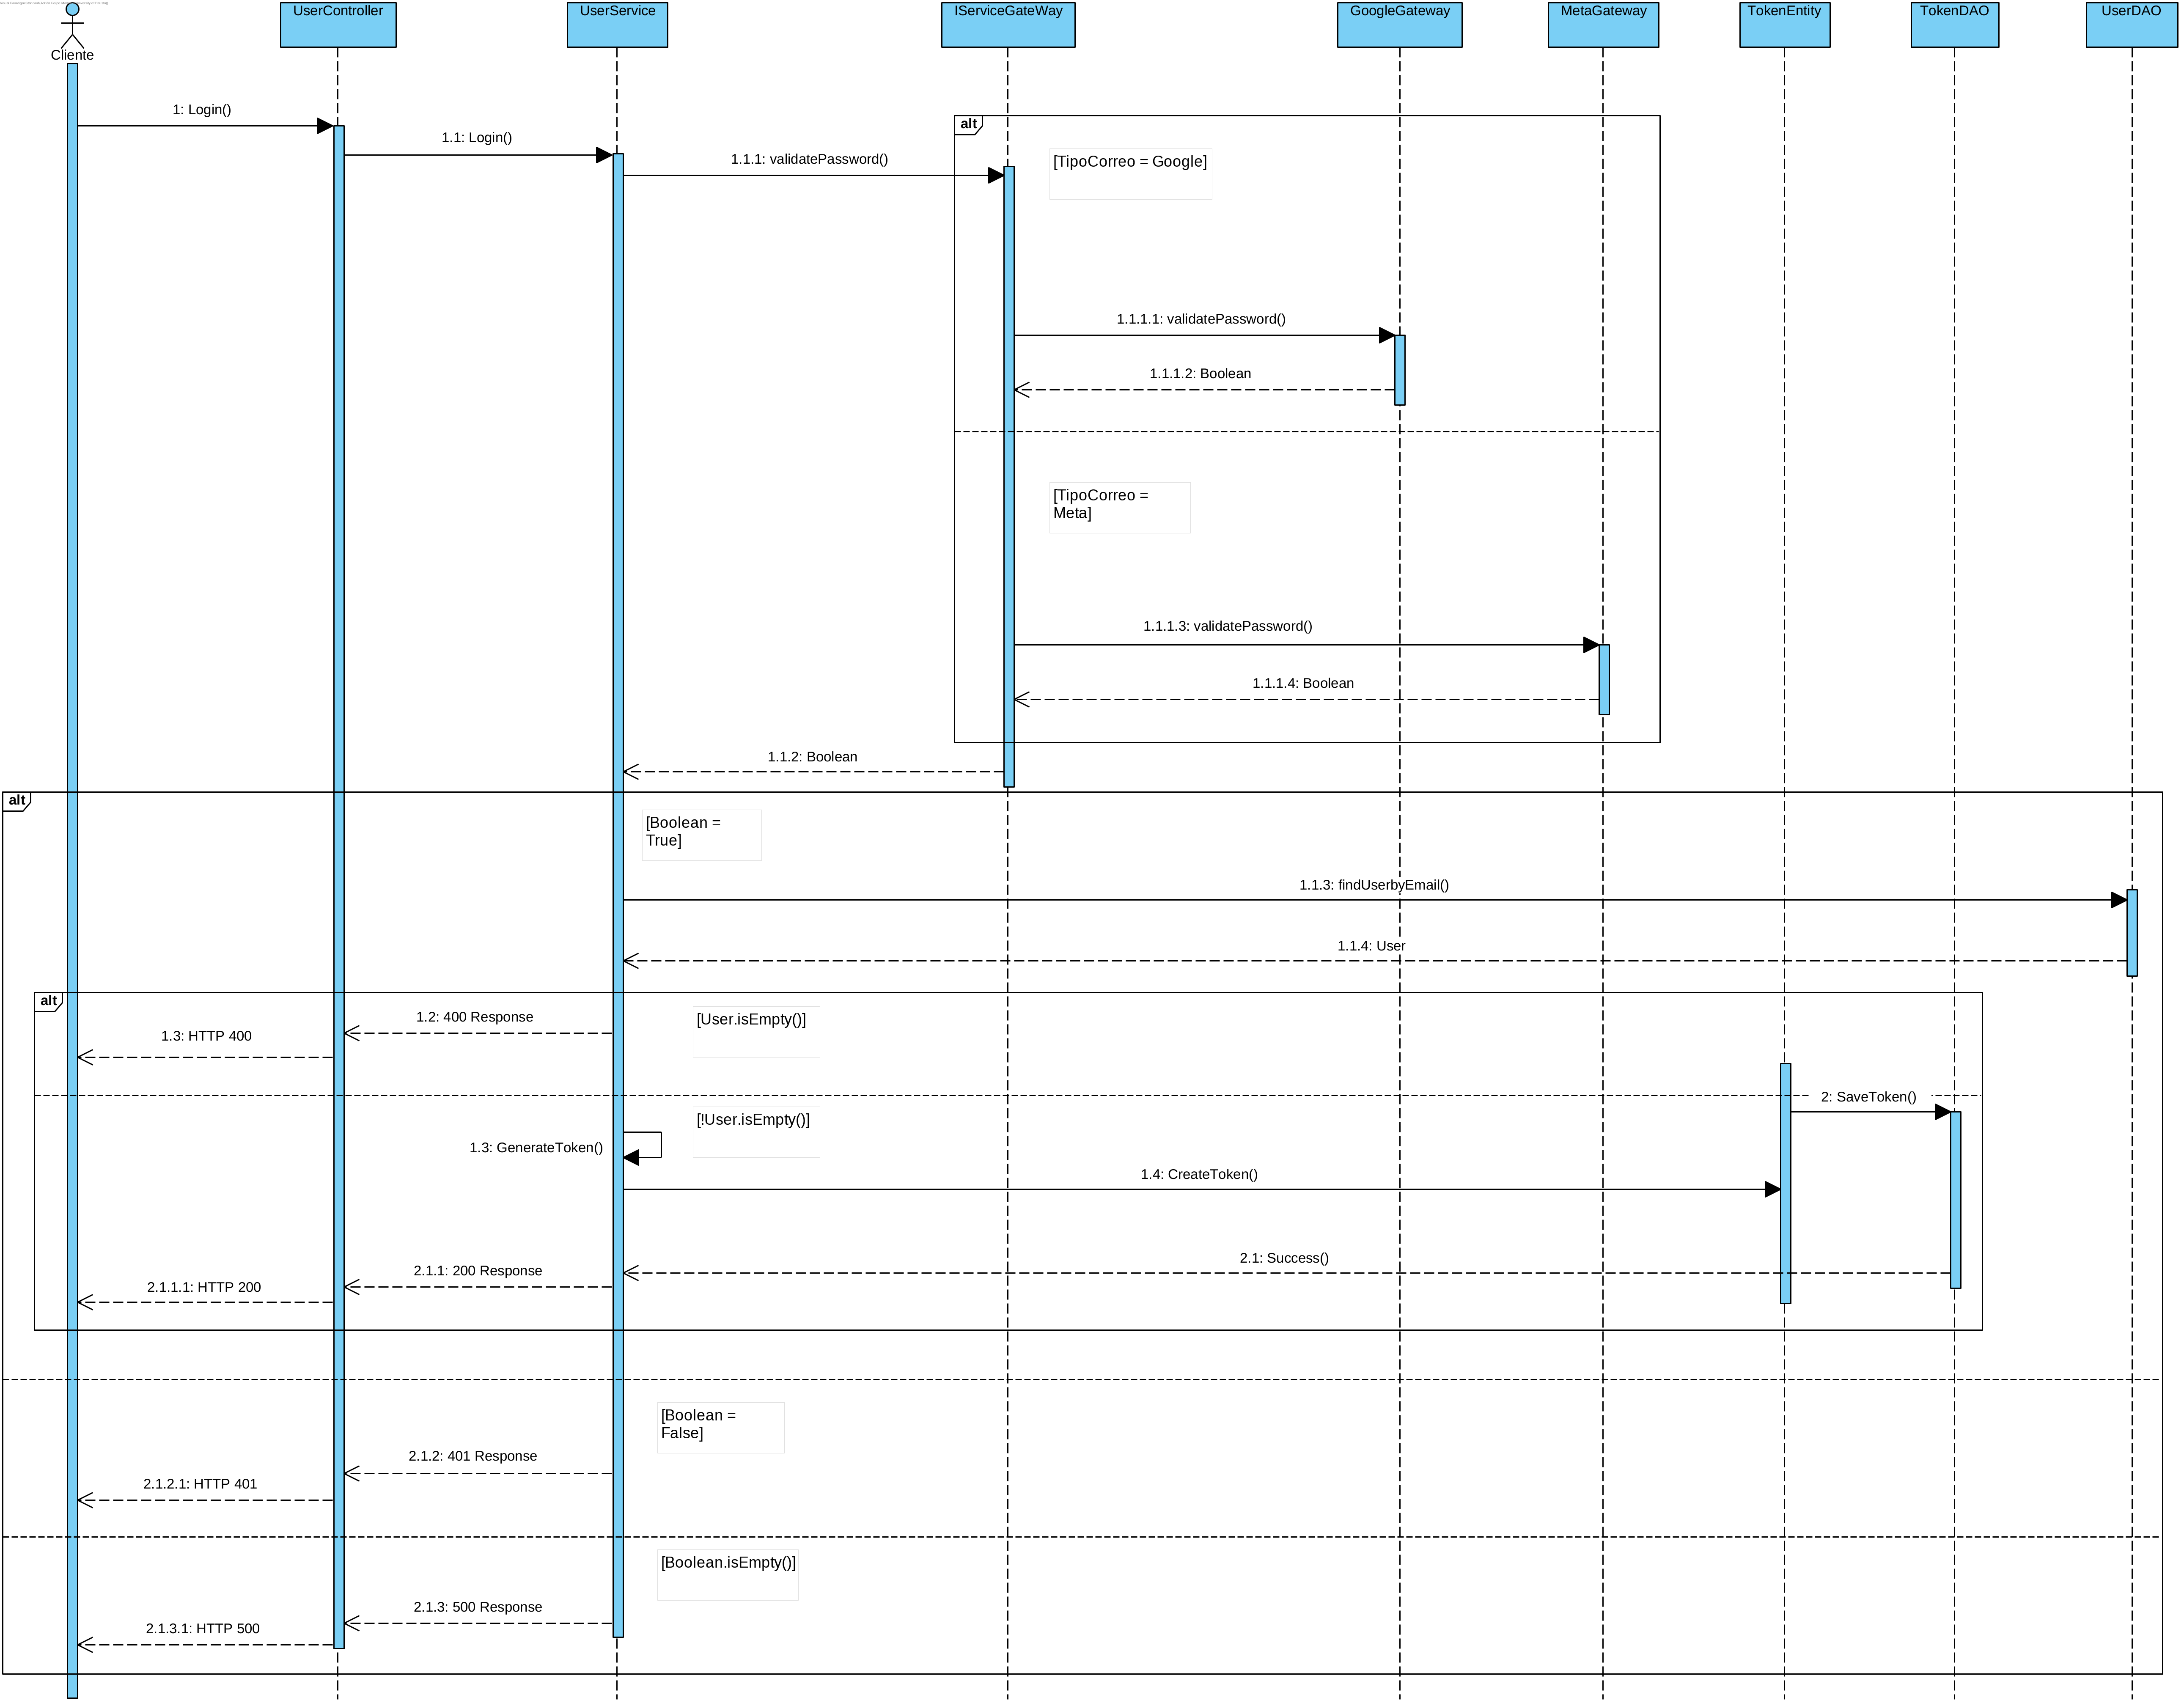 Cliente
UserController
UserService
IServiceGateWay
GoogleGateway
MetaGateway
TokenEntity
TokenDAO
UserDAO
1: Login()
alt
1.1: Login()
1.1.1: validatePassword()
[TipoCorreo = Google]
1.1.1.1: validatePassword()
1.1.1.2: Boolean
[TipoCorreo =
Meta]
1.1.1.3: validatePassword()
1.1.1.4: Boolean
1.1.2: Boolean
alt
[Boolean =
True]
1.1.3: findUserbyEmail()
1.1.4: User
alt
1.2: 400 Response
[User.isEmpty()]
1.3: HTTP 400
2: SaveToken()
[!User.isEmpty()]
1.3: GenerateToken()
1.4: CreateToken()
2.1: Success()
2.1.1: 200 Response
2.1.1.1: HTTP 200
[Boolean =
False]
2.1.2: 401 Response
2.1.2.1: HTTP 401
[Boolean.isEmpty()]
2.1.3: 500 Response
2.1.3.1: HTTP 500